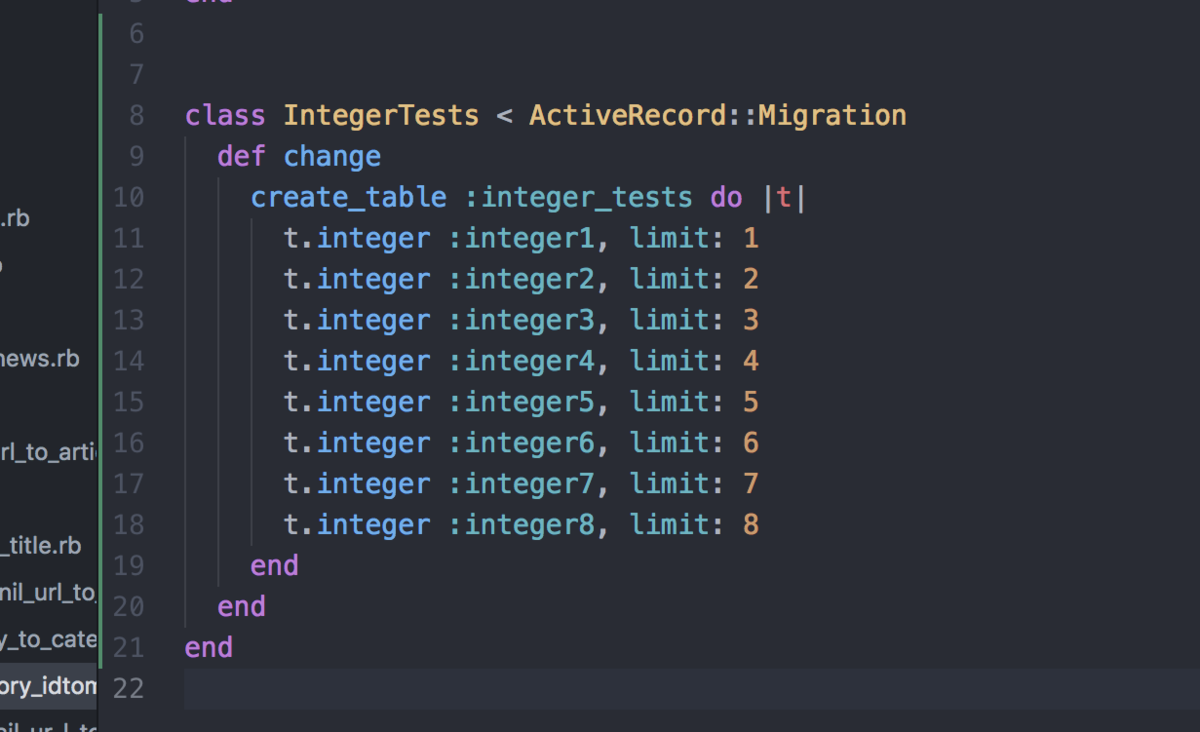 end
6
7
8 class IntegerTests < ActiveRecord::Migration
9 def change
10 create_table :integer_tests do |t|
11 t.integer :integer1, limit: 1
12 t.integer :integer2, limit: 2
13 t.integer :integer3, limit: 3
14 t.integer :integer4, limit: 4
15 t.integer :integer5, limit: 5
16 t.integer :integer6, limit: 6
17 t.integer :integer7, limit: 7
18 t.integer :integer8, limit: 8
19 end
20 end
21 end
22
.rb
news.rb
rl_to_arti
_title.rb
nil_url_to_
y_to_cate
ory_idtom